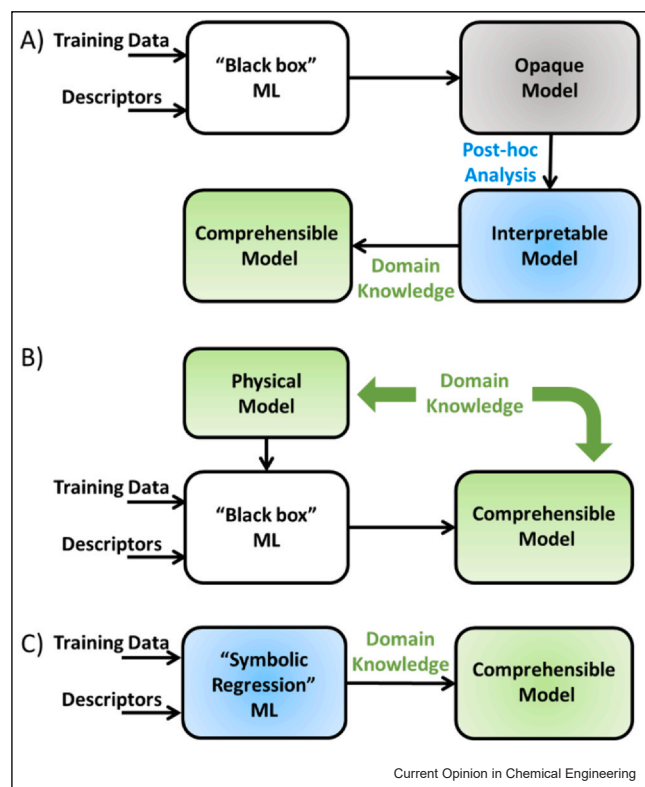 A)
Training Data
Descriptors
“Black box”
ML
Opaque
Model
Post-hoc
Analysis
Comprehensible
Model
Domain
Knowledge
Interpretable
Model
B)
Physical
Model
Domain
Knowledge
Training Data
Descriptors
“Black box”
ML
Comprehensible
Model
C)
Training Data
Descriptors
“Symbolic
Regression”
ML
Domain
Knowledge
Comprehensible
Model
Current Opinion in Chemical Engineering